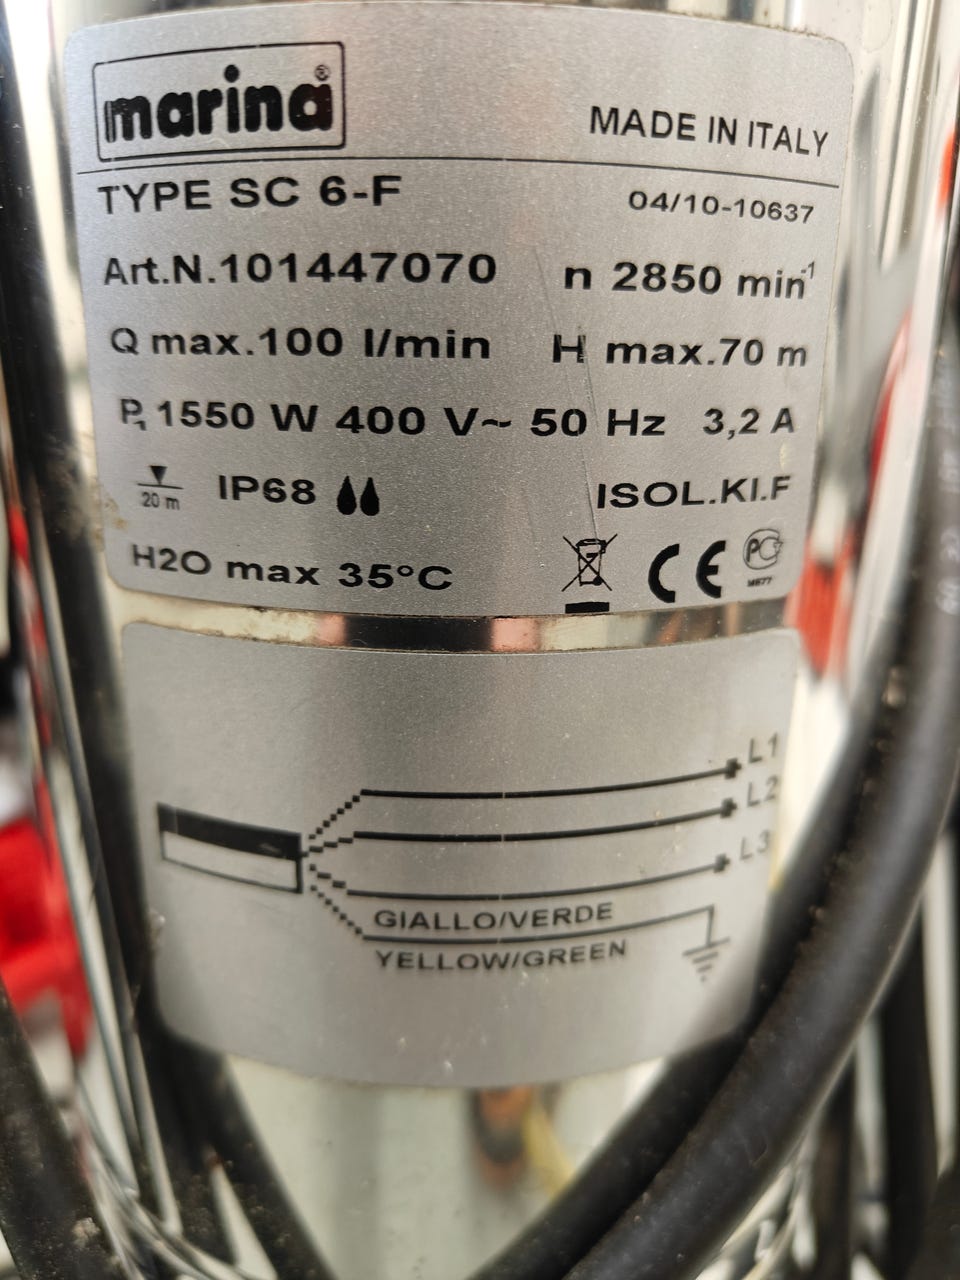 marina®
MADE IN ITALY
TYPE SC 6-F
04/10-10637
Art.N.101447070
n 2850 min-1
Q max.100 l/min
H max.70 m
P1 1550 W 400 V~ 50 Hz 3,2 A
20 m
IP68
ISOL.KI.F
H2O max 35°C
CE
PC
L1
L2
L3
GIALLO/VERDE
YELLOW/GREEN